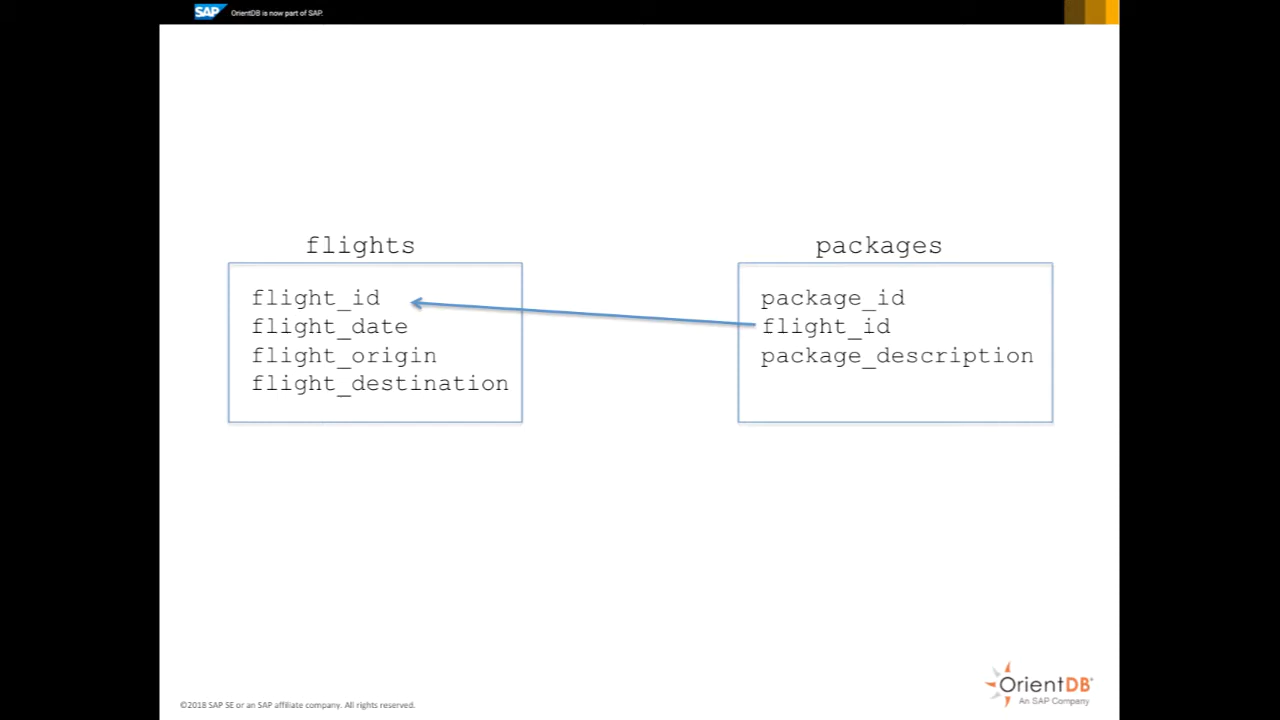 SAP OrientDB is now part of SAP.
flights
flight_id
flight_date
flight_origin
flight_destination
packages
package_id
flight_id
package_description
©2018 SAP SE or an SAP affiliate company. All rights reserved.
OrientDB®
An SAP Company